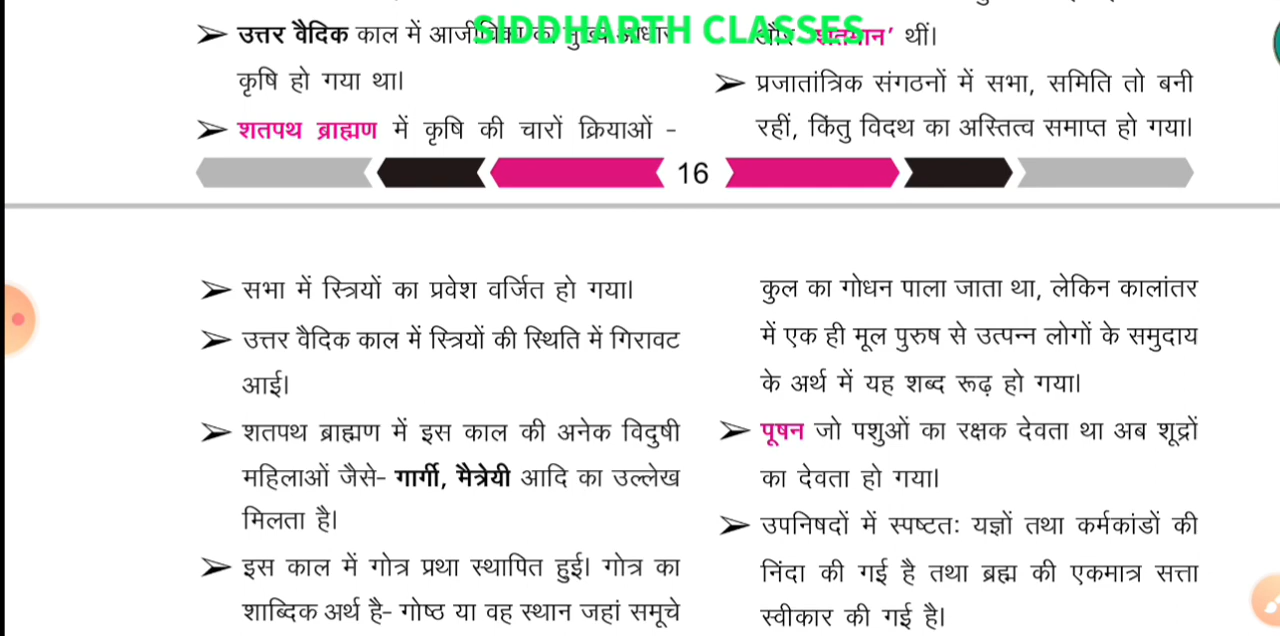 SIDDHARTH CLASSES
➢ उत्तर वैदिक काल में
कृषि हो गया था।
➢ शतपथ ब्राह्मण में कृषि की चारों क्रियाओं -
थीं।
➢ प्रजातांत्रिक संगठनों में सभा, समिति तो बनी
रहीं, किंतु विदथ का अस्तित्व समाप्त हो गया।
16
➢ सभा में स्त्रियों का प्रवेश वर्जित हो गया।
➢ उत्तर वैदिक काल में स्त्रियों की स्थिति में गिरावट
आई।
➢ शतपथ ब्राह्मण में इस काल की अनेक विदुषी
महिलाओं जैसे- गार्गी, मैत्रेयी आदि का उल्लेख
मिलता है।
➢ इस काल में गोत्र प्रथा स्थापित हुई। गोत्र का
शाब्दिक अर्थ है- गोष्ठ या वह स्थान जहां समूचे
कुल का गोधन पाला जाता था, लेकिन कालांतर
में एक ही मूल पुरुष से उत्पन्न लोगों के समुदाय
के अर्थ में यह शब्द रूढ़ हो गया।
➢ पूषन जो पशुओं का रक्षक देवता था अब शूद्रों
का देवता हो गया।
➢ उपनिषदों में स्पष्टतः यज्ञों तथा कर्मकांडों की
निंदा की गई है तथा ब्रह्म की एकमात्र सत्ता
स्वीकार की गई है।